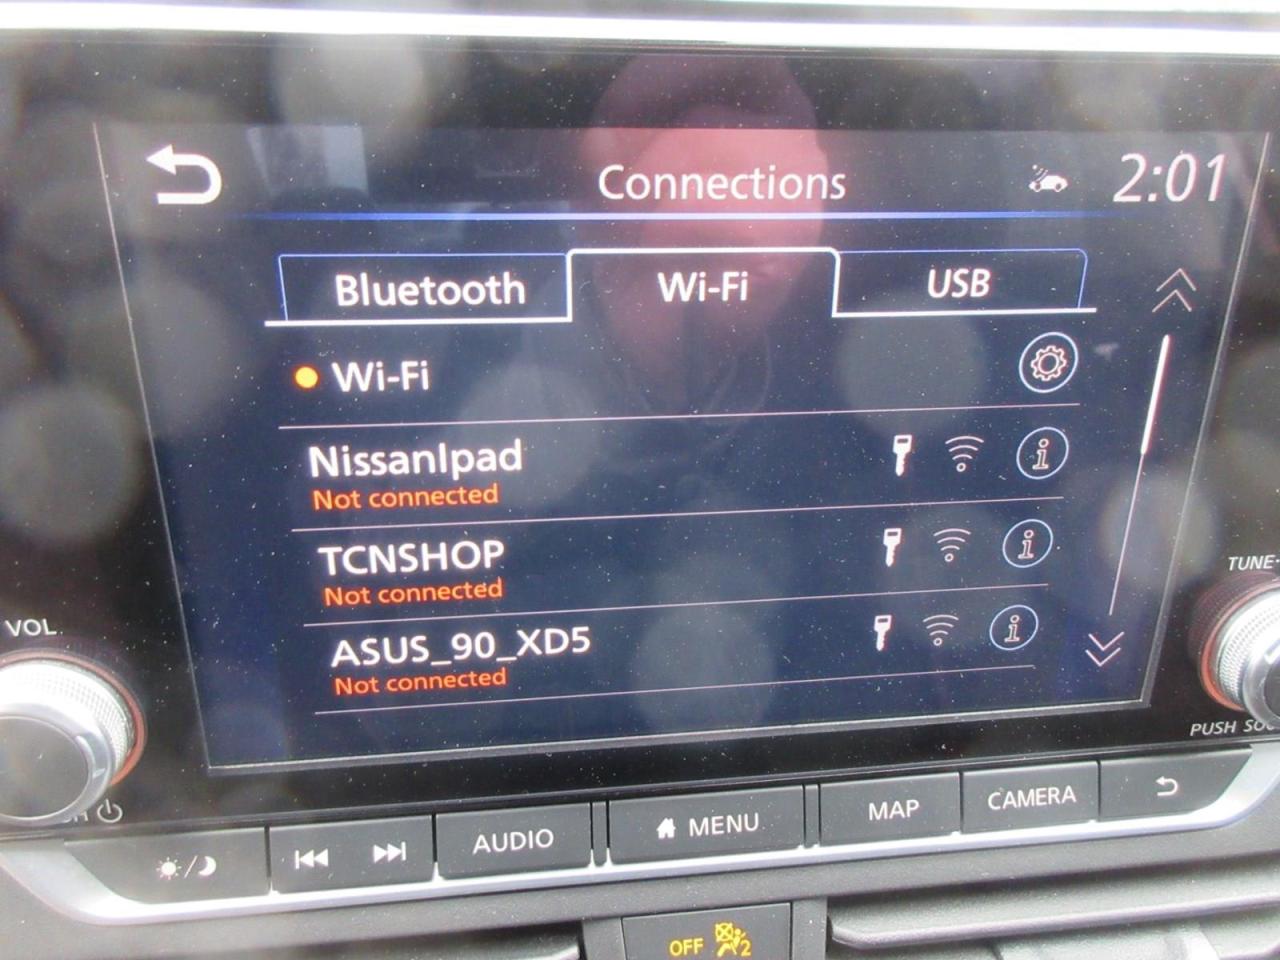 Connections
2:01
Bluetooth
Wi-Fi
USB
Wi-Fi
NissanIpad
Not connected
TCNSHOP
Not connected
ASUS_90_XD5
Not connected
VOL
TUNE
PUSH
AUDIO
MENU
MAP
CAMERA
OFF
2